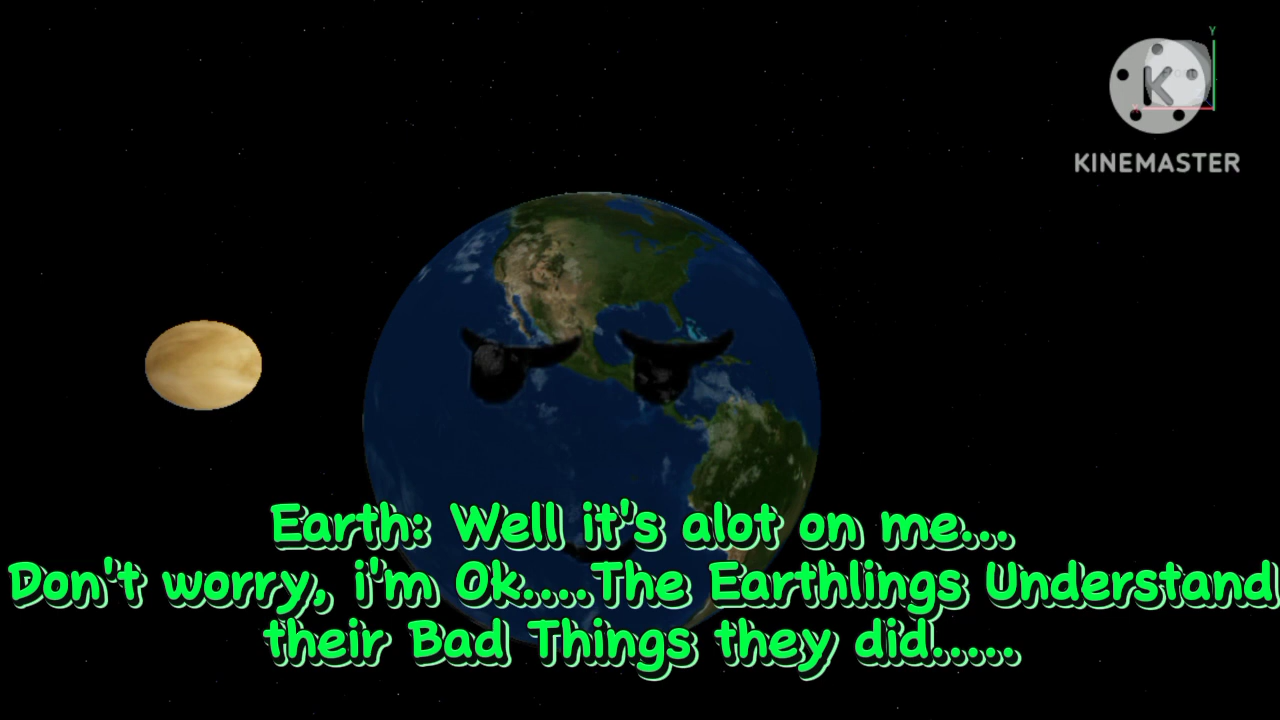 Y
K
KINEMASTER
Earth: Well it's alot on me...
Don't worry, i'm Ok....The Earthlings Understand
their Bad Things they did.....